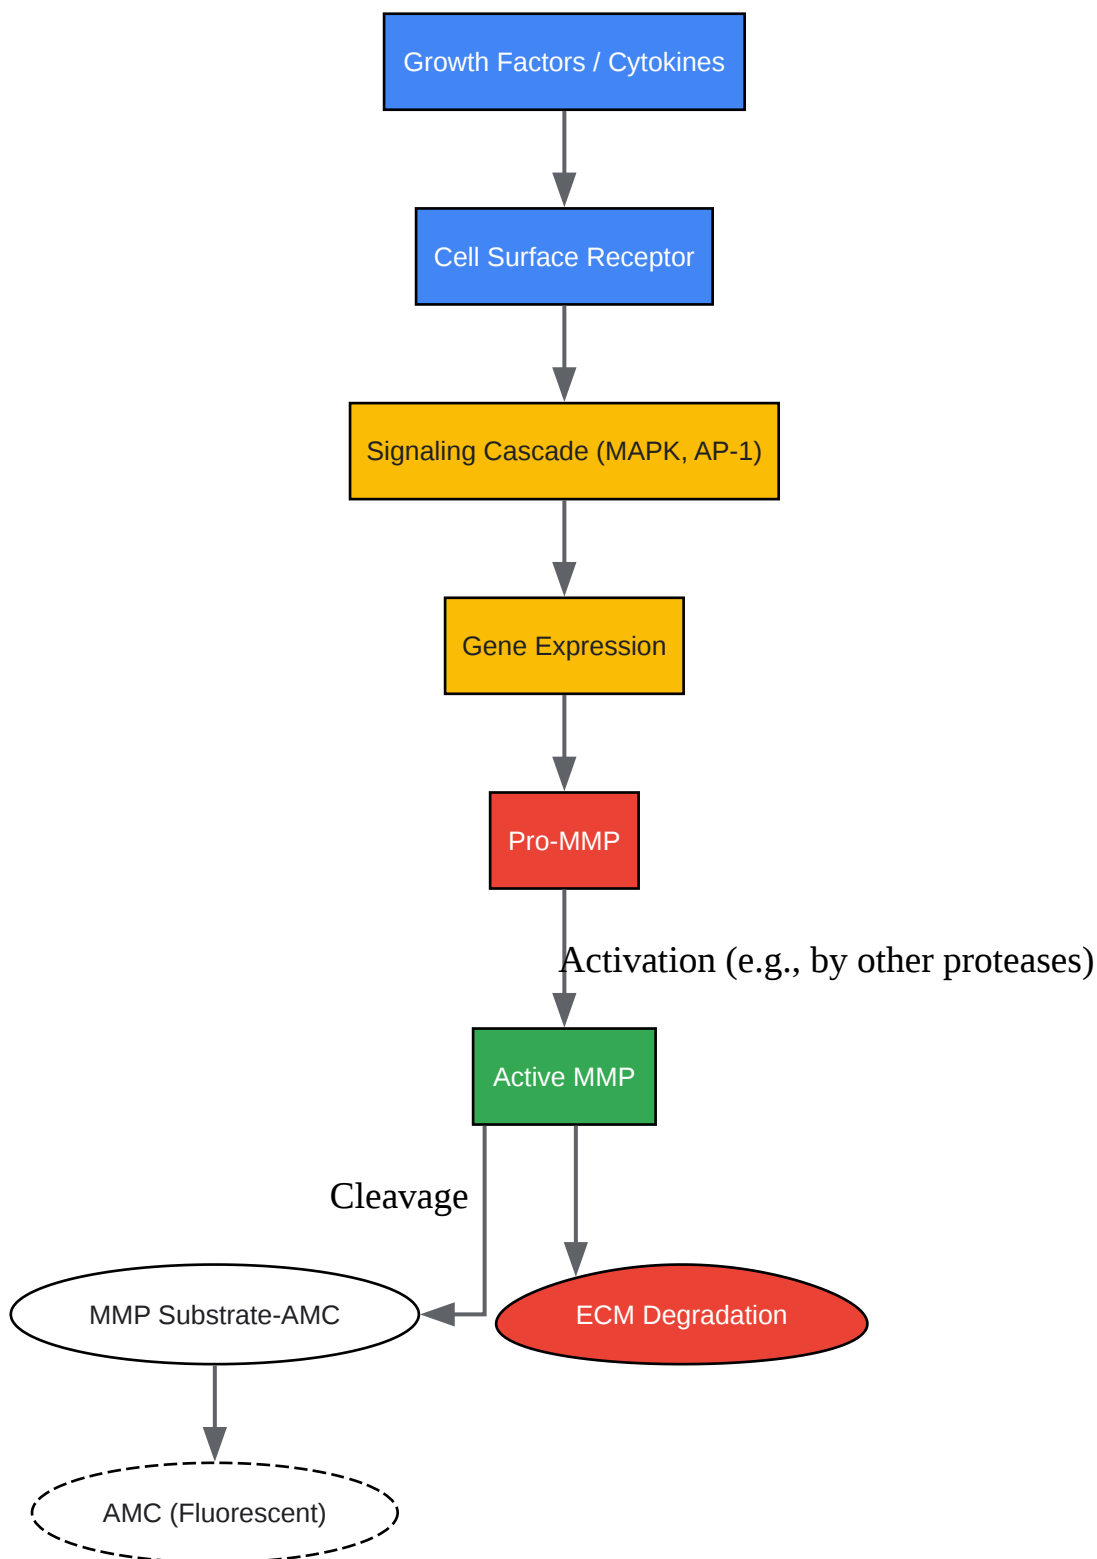 Growth Factors / Cytokines
Cell Surface Receptor
Signaling Cascade (MAPK, AP-1)
Gene Expression
Pro-MMP
Activation (e.g., by other proteases)
Active MMP
Cleavage
MMP Substrate-AMC
ECM Degradation
AMC (Fluorescent)